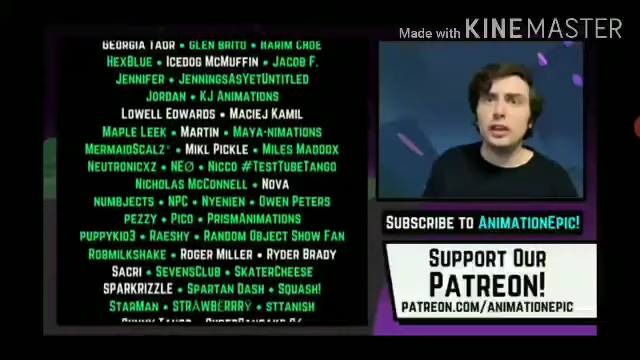 Made with KINEMASTER
GEORGIA TAOR • GLEN BRITO • HARIM CHOE
HEXBLUE • ICEDOG MCMUFFIN • JACOB F.
JENNIFER • JENNINGSASYETUNTITLED
JORDAN • KJ ANIMATIONS
LOWELL EDWARDS • MACIEJ KAMIL
MAPLE LEEK • MARTIN • MAYA-NIMATIONS
MERMAIDSCALZ • MIKL PICKLE • MILES MADDOX
NEUTRONICXZ • NEØ • NICCO #TESTTUBETANGO
NICHOLAS MCCONNELL • NOVA
NUMBJECTS • NPC • NYENIEN • OWEN PETERS
PEZZY • PICO • PRISMANIMATIONS
PUPPYKID3 • RAESHY • RANDOM OBJECT SHOW FAN
ROBMILKSHAKE • ROGER MILLER • RYDER BRADY
SACRI • SEVENSCLUB • SKATERCHEESE
SPARKRIZZLE • SPARTAN DASH • SQUASH!
STARMAN • STRÄWBËRRRŸ • STTANISH
SUBSCRIBE TO ANIMATIONEPIC!
SUPPORT OUR
PATREON!
PATREON.COM/ANIMATIONEPIC